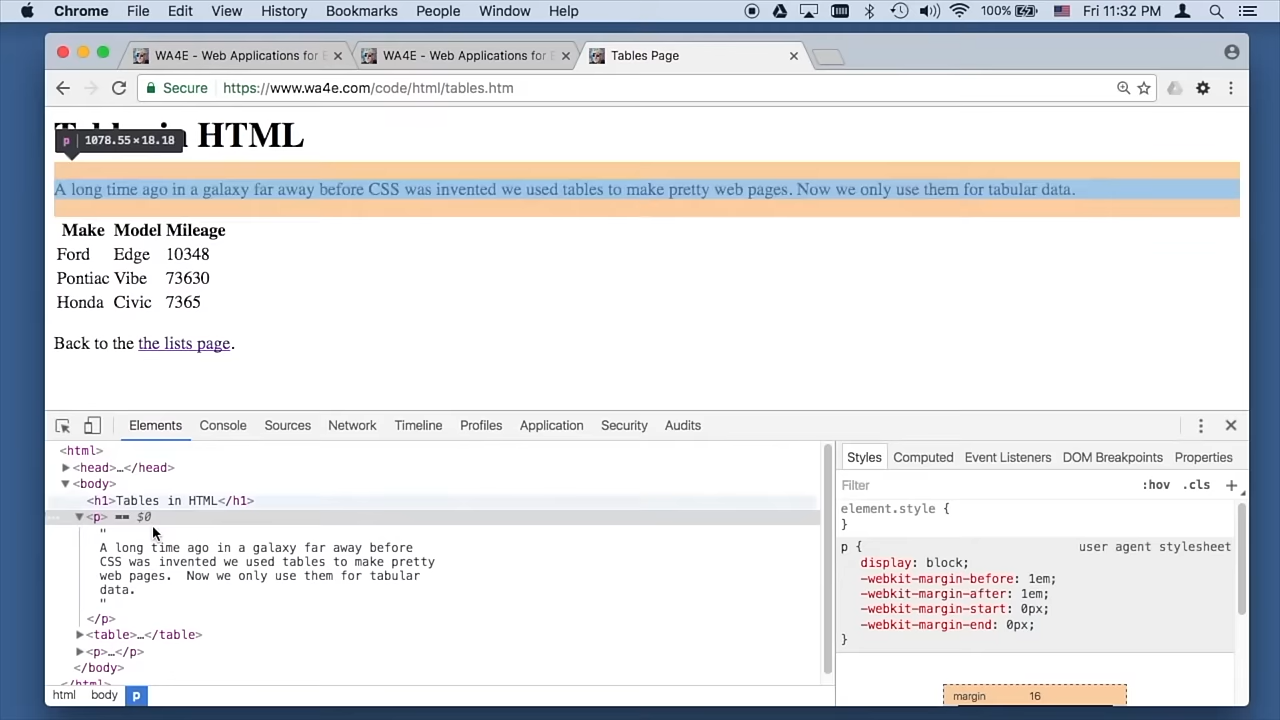 Chrome File Edit View History Bookmarks People Window Help 100% Fri 11:32 PM
WA4E - Web Applications for E WA4E - Web Applications for E Tables Page
Secure https://www.wa4e.com/code/html/tables.htm
in HTML
p 1078.55×18.18
A long time ago in a galaxy far away before CSS was invented we used tables to make pretty web pages. Now we only use them for tabular data.
Make Model Mileage
Ford Edge 10348
Pontiac Vibe 73630
Honda Civic 7365
Back to the the lists page.
Elements Console Sources Network Timeline Profiles Application Security Audits
<html>
<head>…</head>
<body>
<h1>Tables in HTML</h1>
<p> == $0
"
A long time ago in a galaxy far away before
CSS was invented we used tables to make pretty
web pages.  Now we only use them for tabular
data.
"
</p>
<table>…</table>
<p>…</p>
</body>
</html>
html body p
Styles Computed Event Listeners DOM Breakpoints Properties
Filter :hov .cls +
element.style {
}
p { user agent stylesheet
display: block;
-webkit-margin-before: 1em;
-webkit-margin-after: 1em;
-webkit-margin-start: 0px;
-webkit-margin-end: 0px;
}
margin 16